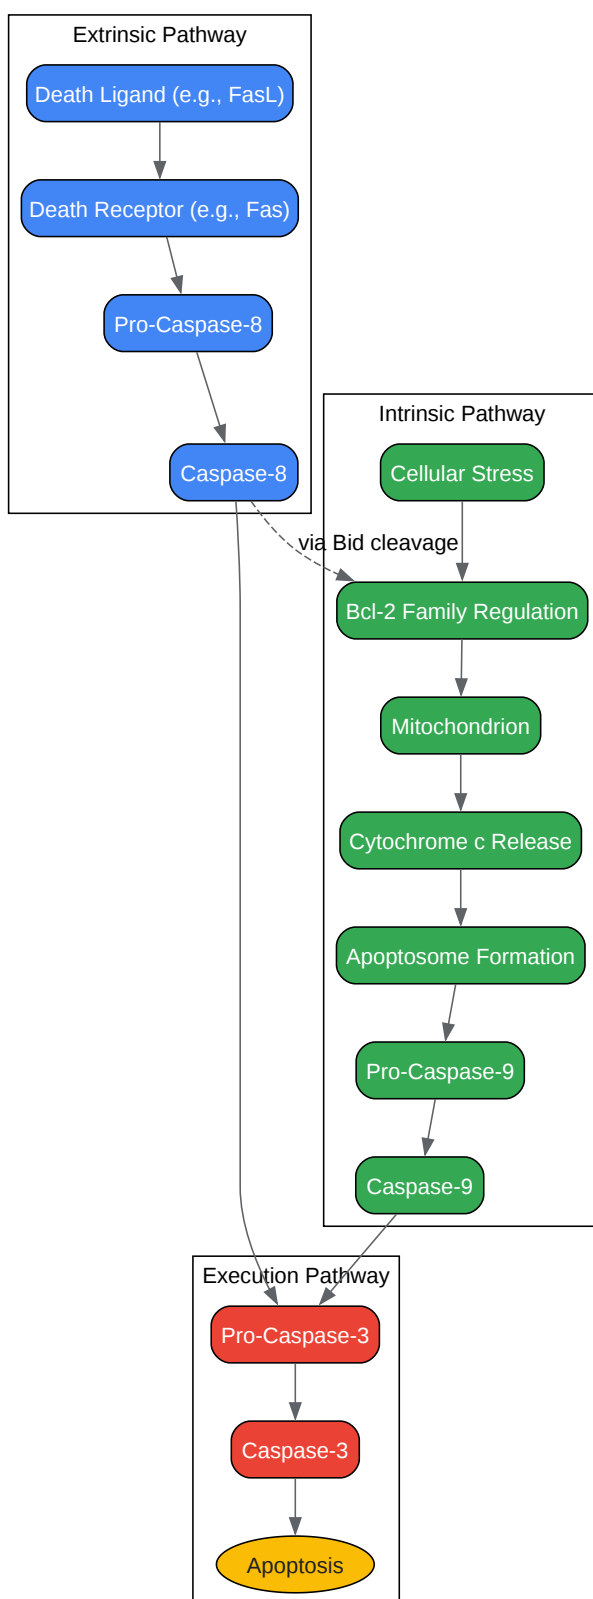 Extrinsic Pathway
Death Ligand (e.g., FasL)
Death Receptor (e.g., Fas)
Pro-Caspase-8
Caspase-8
Intrinsic Pathway
Cellular Stress
via Bid cleavage
Bcl-2 Family Regulation
Mitochondrion
Cytochrome c Release
Apoptosome Formation
Pro-Caspase-9
Caspase-9
Execution Pathway
Pro-Caspase-3
Caspase-3
Apoptosis